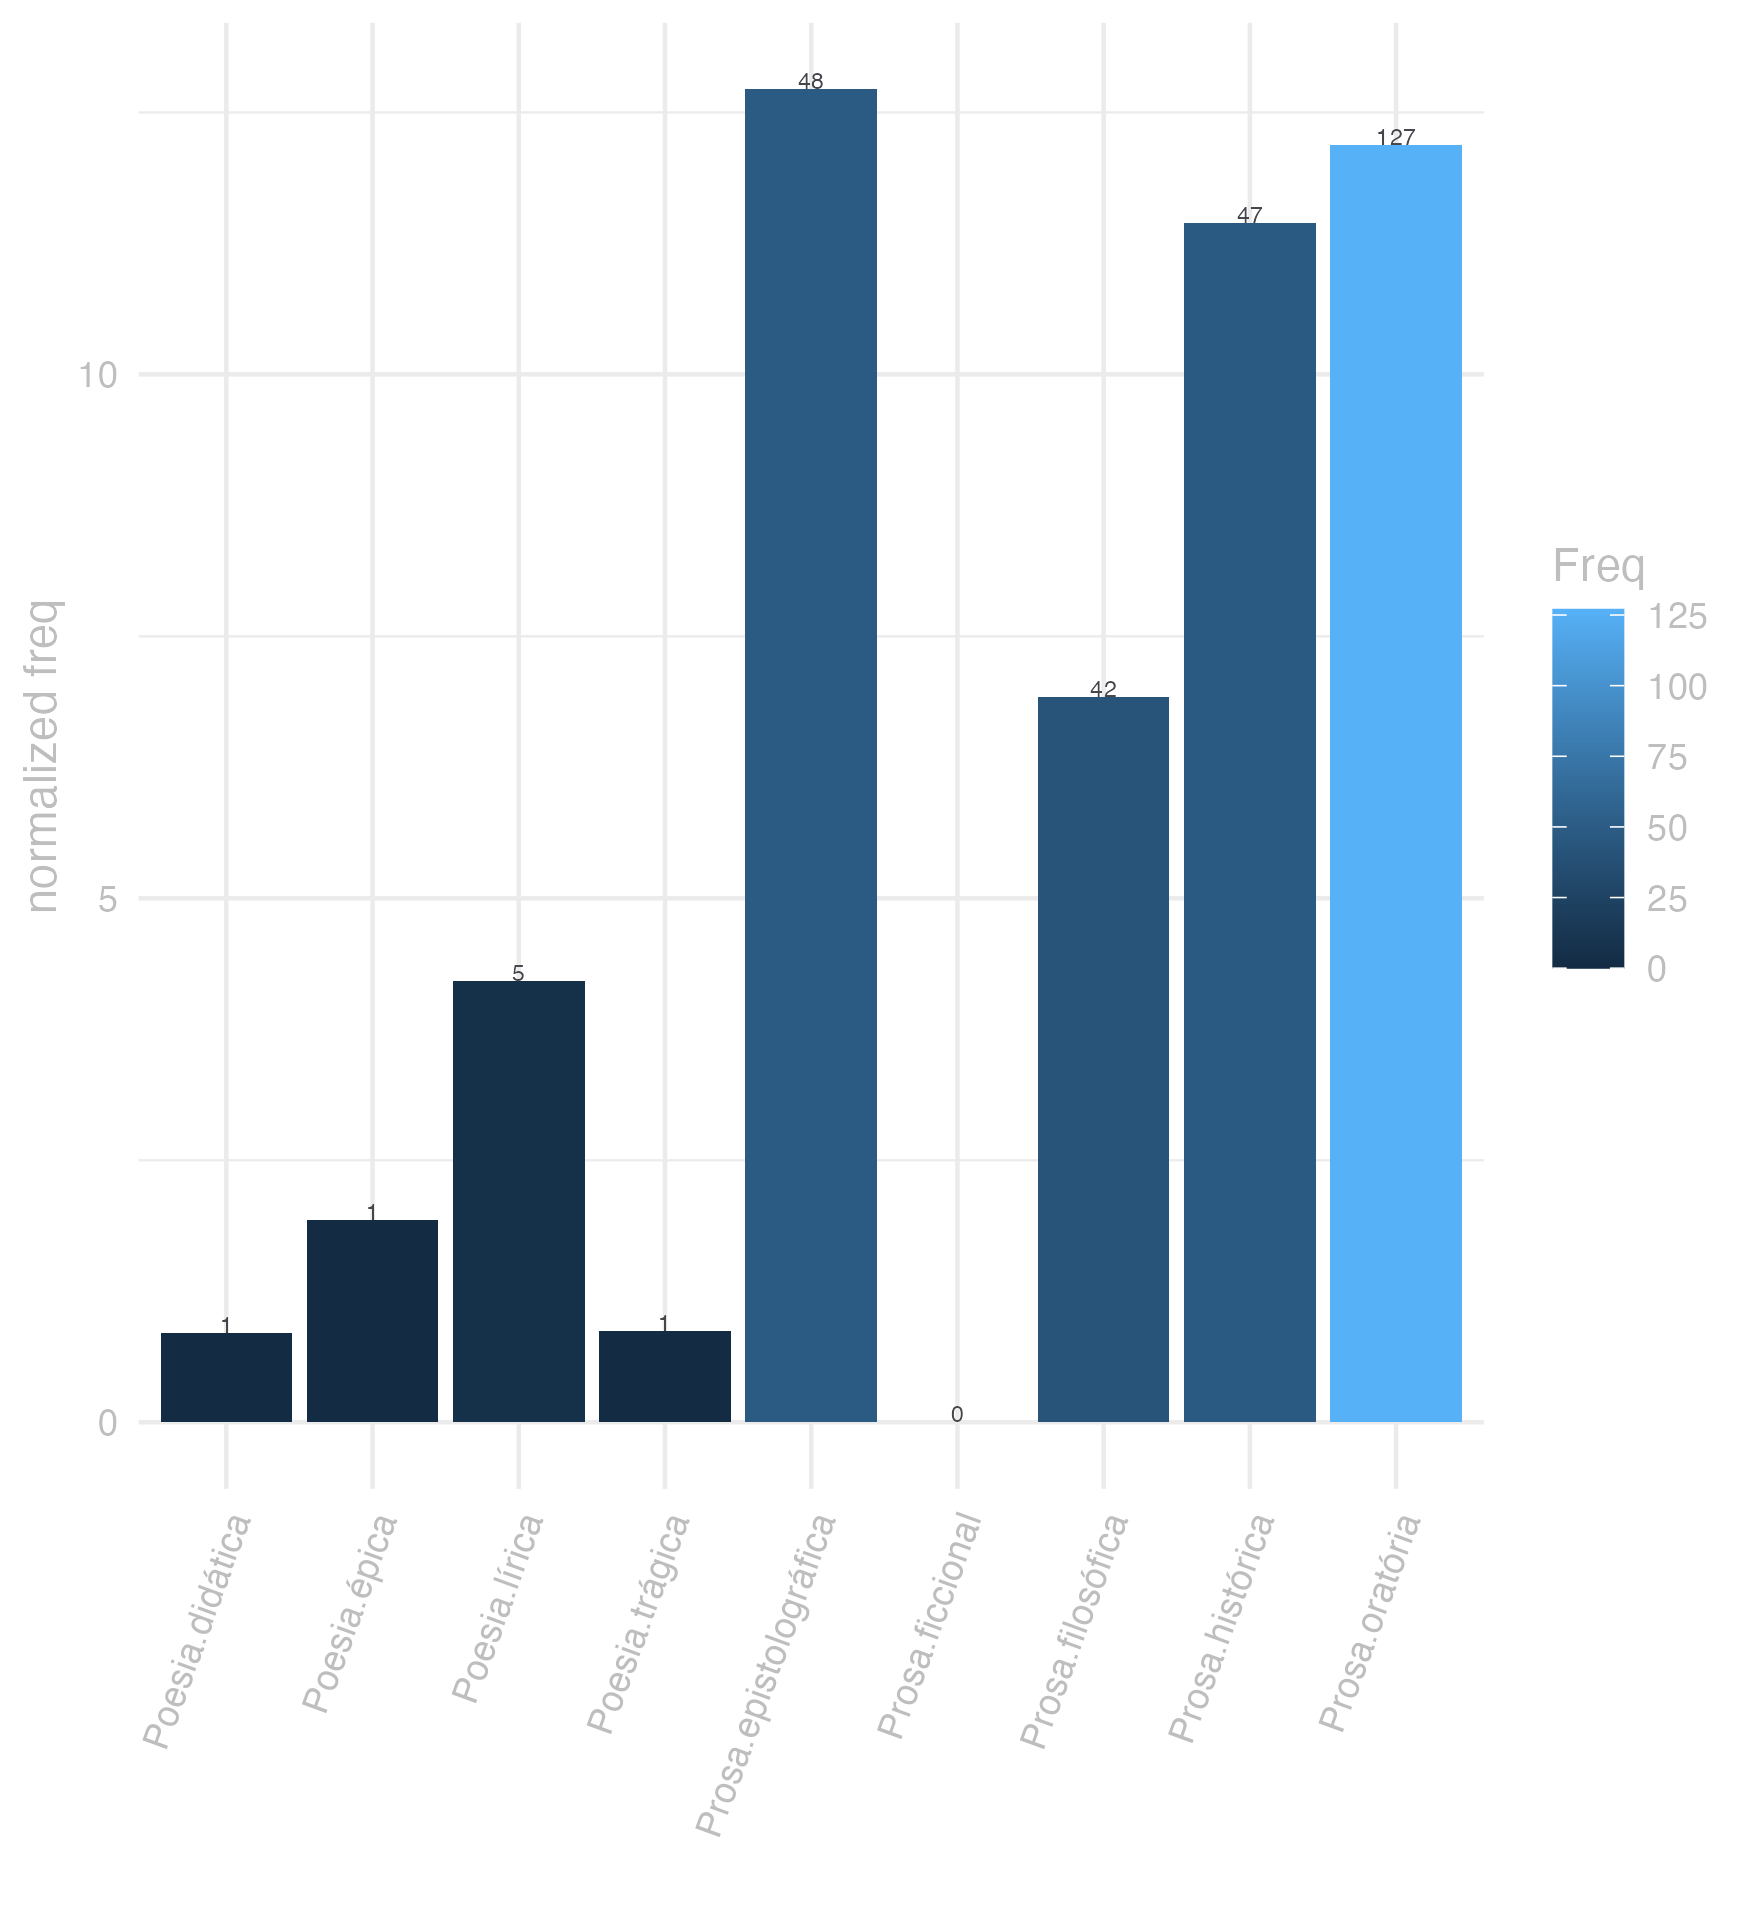 48
127
47
10
Freq
125
100
75
50
25
0
normalized freq
42
5
5
1
1
1
0
0
Poesia.didática
Poesia.épica
Poesia.lírica
Poesia.trágica
Prosa.epistolográfica
Prosa.ficcional
Prosa.filosófica
Prosa.histórica
Prosa.oratória